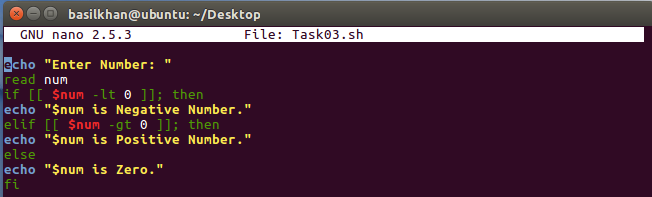 basilkhan@ubuntu: ~/Desktop
GNU nano 2.5.3 File: Task03.sh
echo "Enter Number: "
read num
if [[ $num -lt 0 ]]; then
echo "$num is Negative Number."
elif [[ $num -gt 0 ]]; then
echo "$num is Positive Number."
else
echo "$num is Zero."
fi